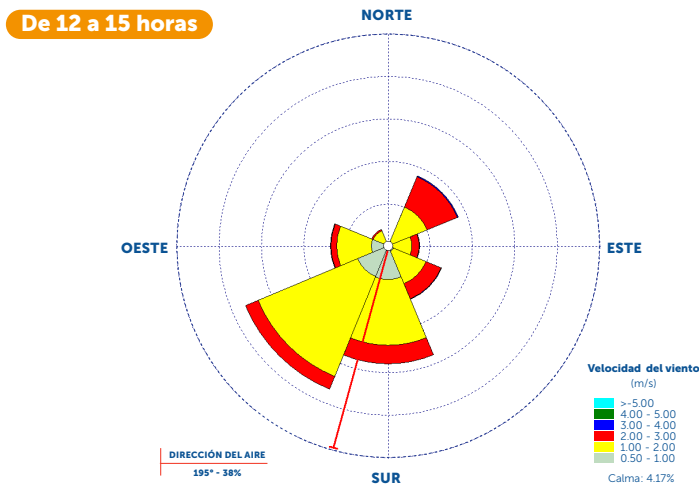 De 12 a 15 horas
NORTE
OESTE
ESTE
SUR
DIRECCIÓN DEL AIRE
195° - 38%
Velocidad del viento
(m/s)
>-5.00
4.00 - 5.00
3.00 - 4.00
2.00 - 3.00
1.00 - 2.00
0.50 - 1.00
Calma: 4.17%